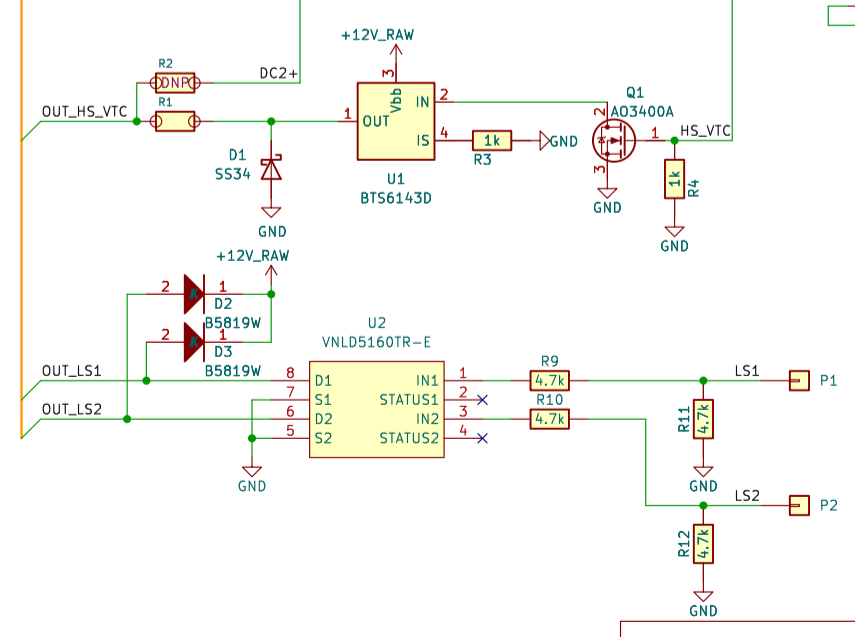 +12V_RAW
R2
DNP
DC2+
3
Vbb
OUT_HS_VTC
R1
1
OUT
IN
2
IS
4
1k
R3
GND
Q1
AO3400A
2
1
HS_VTC
3
GND
1k
R4
GND
D1
SS34
GND
U1
BTS6143D
+12V_RAW
2
1
D2
B5819W
2
1
D3
B5819W
U2
VNLD5160TR-E
OUT_LS1
OUT_LS2
8
D1
7
S1
6
D2
5
S2
IN1
1
STATUS1
2
IN2
3
STATUS2
4
GND
R9
4.7k
R10
4.7k
LS1
P1
R11
4.7k
GND
LS2
P2
R12
4.7k
GND